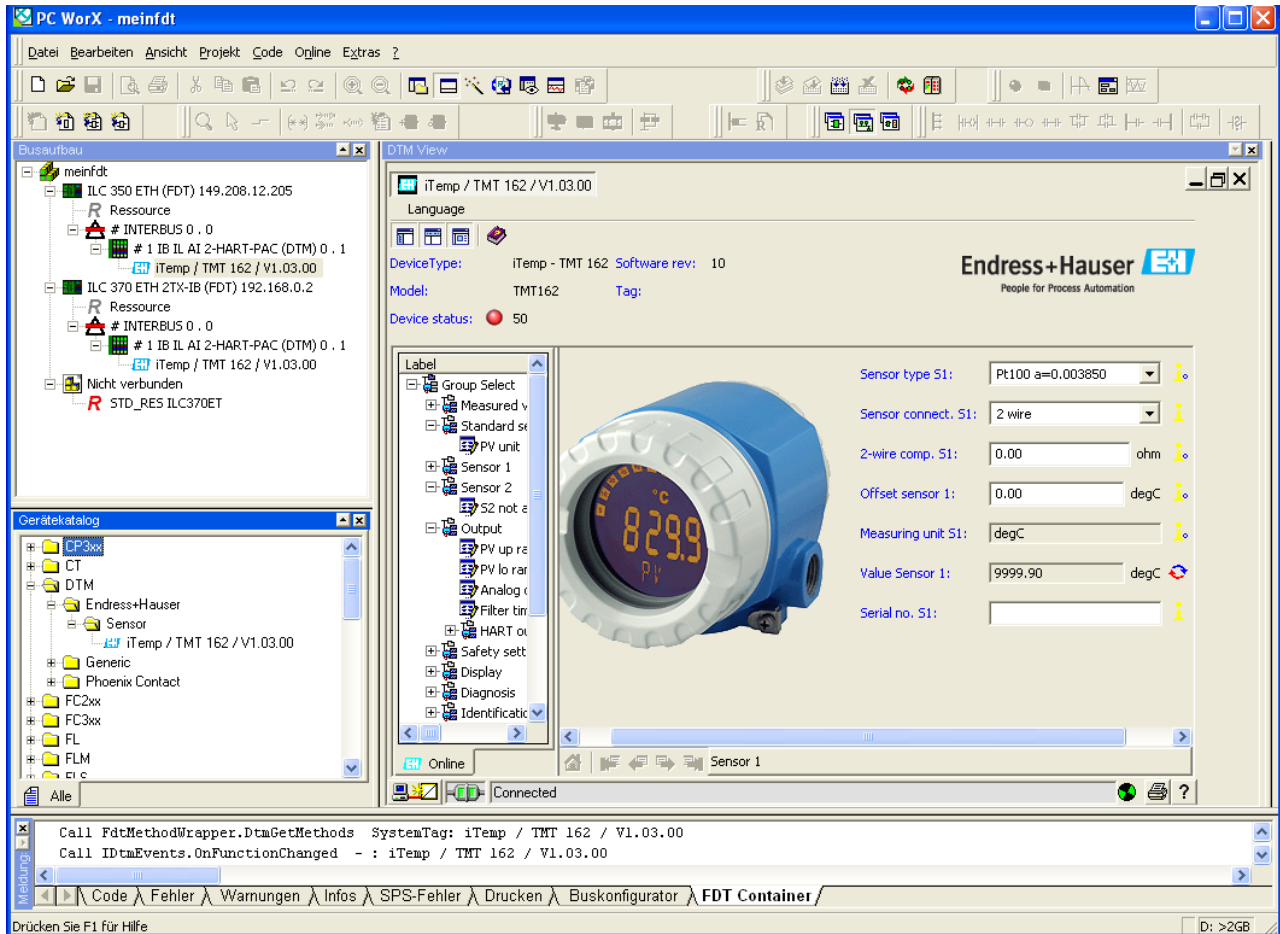 PC WorX - meinfdt
Datei Bearbeiten Ansicht Projekt Code Online Extras ?
Busaufbau
meinfdt
ILC 350 ETH (FDT) 149.208.12.205
R Ressource
# INTERBUS 0 . 0
# 1 IB IL AI 2-HART-PAC (DTM) 0 . 1
iTemp / TMT 162 / V1.03.00
ILC 370 ETH 2TX-IB (FDT) 192.168.0.2
R Ressource
# INTERBUS 0 . 0
# 1 IB IL AI 2-HART-PAC (DTM) 0 . 1
iTemp / TMT 162 / V1.03.00
Nicht verbunden
R STD_RES ILC370ET
Gerätekatalog
CP3xx
CT
DTM
Endress+Hauser
Sensor
iTemp / TMT 162 / V1.03.00
Generic
Phoenix Contact
FC2xx
FC3xx
FL
FLM
FLS
Alle
DTM View
iTemp / TMT 162 / V1.03.00
Language
DeviceType: iTemp - TMT 162 Software rev: 10
Model: TMT162 Tag:
Device status: 50
Endress+Hauser EH
People for Process Automation
Label
Group Select
Measured v
Standard se
PV unit
Sensor 1
Sensor 2
S2 not a
Output
PV up ra
PV lo ran
Analog o
Filter tim
HART ou
Safety sett
Display
Diagnosis
Identificatic
Online
°C
829.9
PV
Sensor type S1: Pt100 a=0.003850
Sensor connect. S1: 2 wire
2-wire comp. S1: 0.00 ohm
Offset sensor 1: 0.00 degC
Measuring unit S1: degC
Value Sensor 1: 9999.90 degC
Serial no. S1:
Sensor 1
Connected
?
Meldung:
Call FdtMethodWrapper.DtmGetMethods SystemTag: iTemp / TMT 162 / V1.03.00
Call IDtmEvents.OnFunctionChanged - : iTemp / TMT 162 / V1.03.00
Code Fehler Warnungen Infos SPS-Fehler Drucken Buskonfigurator FDT Container
Drücken Sie F1 für Hilfe
D: >2GB